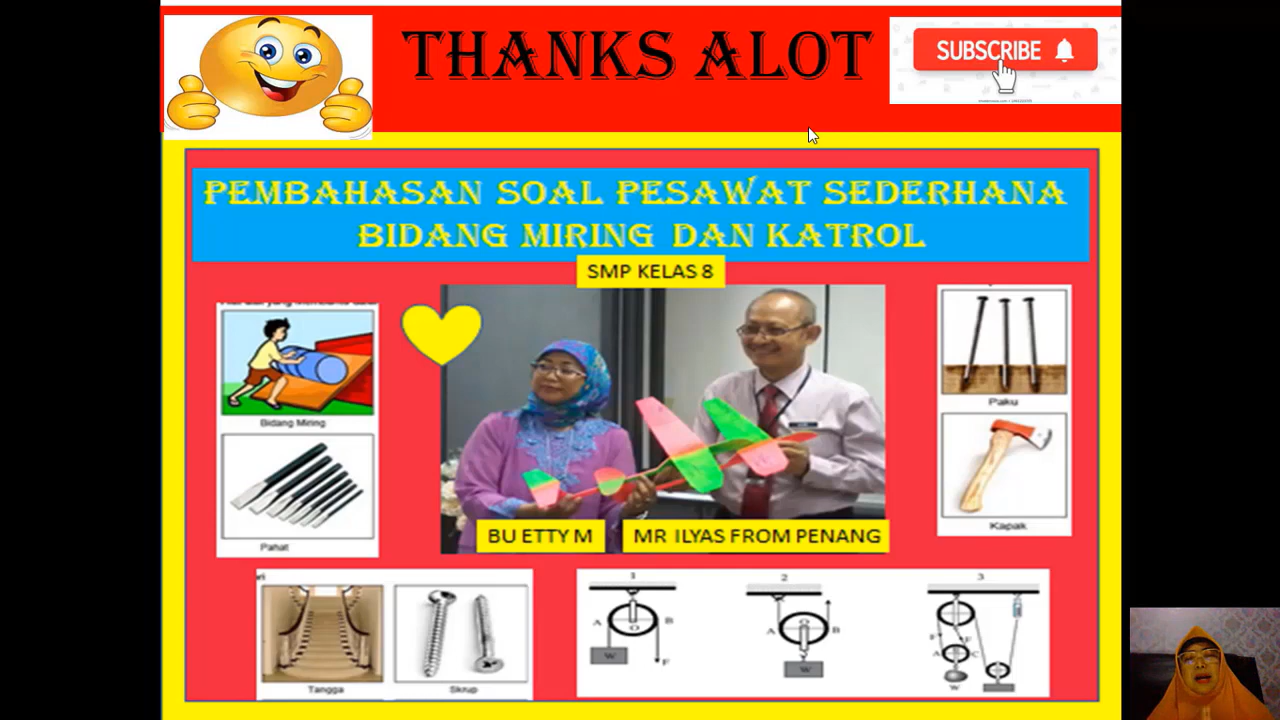 THANKS ALOT
SUBSCRIBE
PEMBAHASAN SOAL PESAWAT SEDERHANA
BIDANG MIRING DAN KATROL
SMP KELAS 8
Bidang Miring
Pahat
BU ETTY M
MR ILYAS FROM PENANG
Paku
Kapak
Tangga
Skrup
1
A
O
B
W
F
2
A
O
B
W
3
F
F
A
C
W